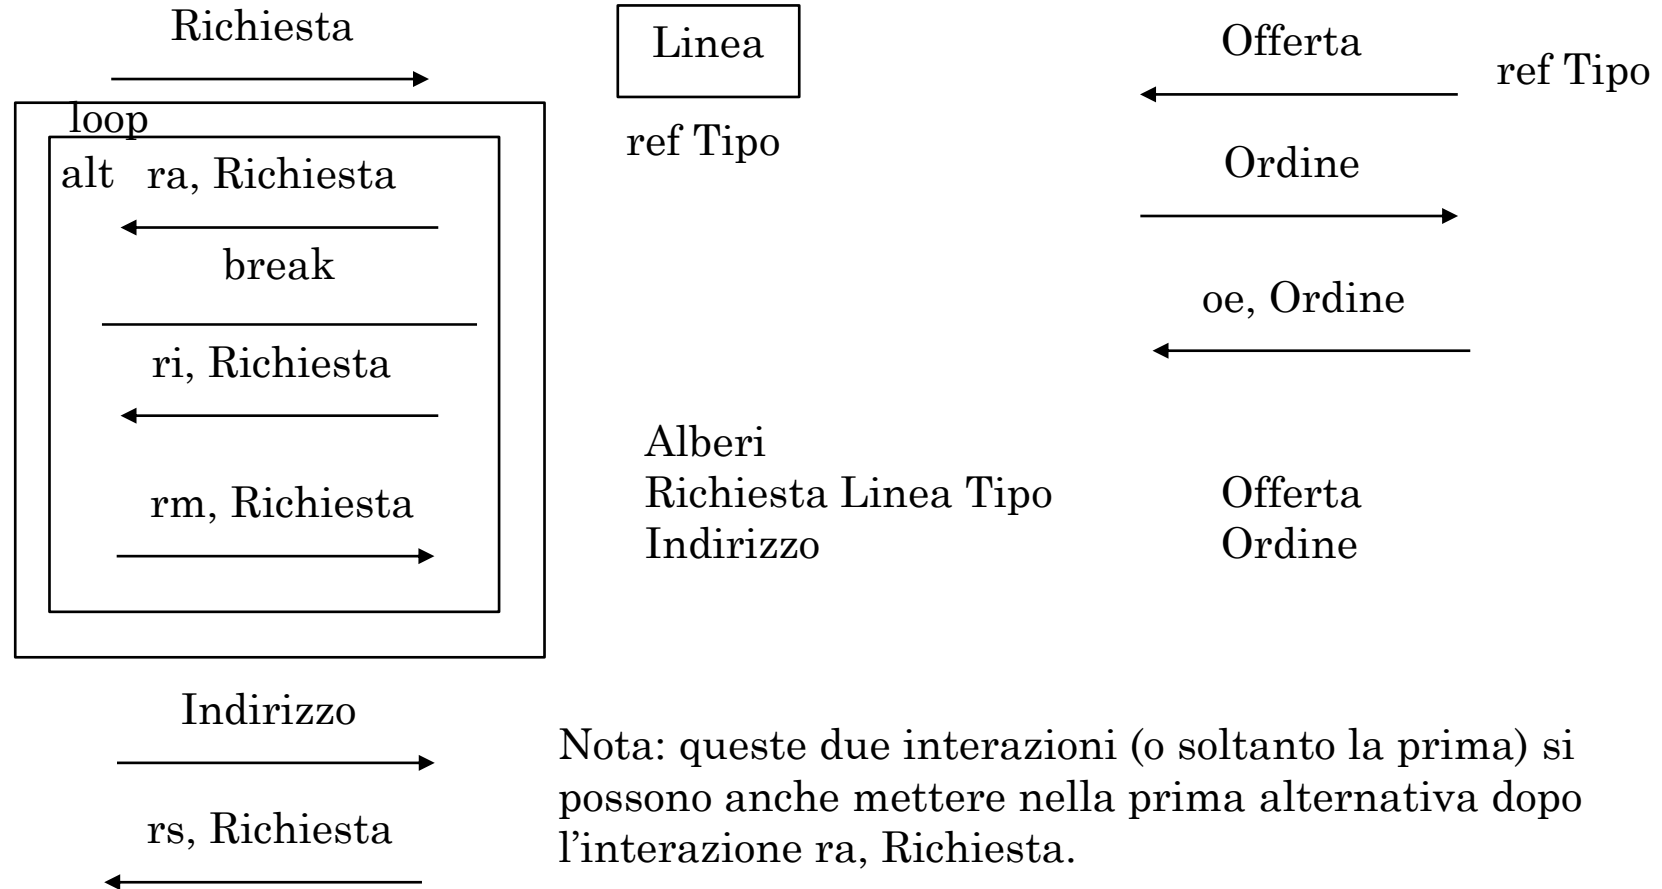 Richiesta
loop
alt
ra, Richiesta
break
ri, Richiesta
rm, Richiesta
Indirizzo
rs, Richiesta
Linea
ref Tipo
Offerta
ref Tipo
Ordine
oe, Ordine
Alberi
Richiesta Linea Tipo
Indirizzo
Offerta
Ordine
Nota: queste due interazioni (o soltanto la prima) si
possono anche mettere nella prima alternativa dopo
l’interazione ra, Richiesta.